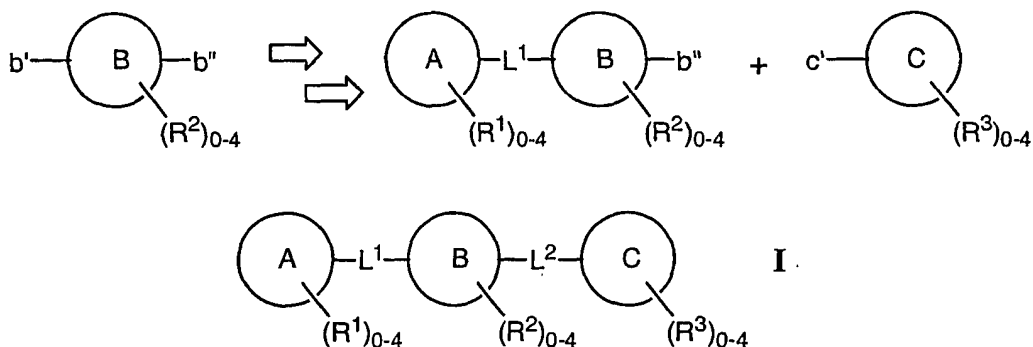 b' B b" A L¹ B b" + c' C
(R²)₀₋₄ (R¹)₀₋₄ (R²)₀₋₄ (R³)₀₋₄
A L¹ B L² C I
(R¹)₀₋₄ (R²)₀₋₄ (R³)₀₋₄